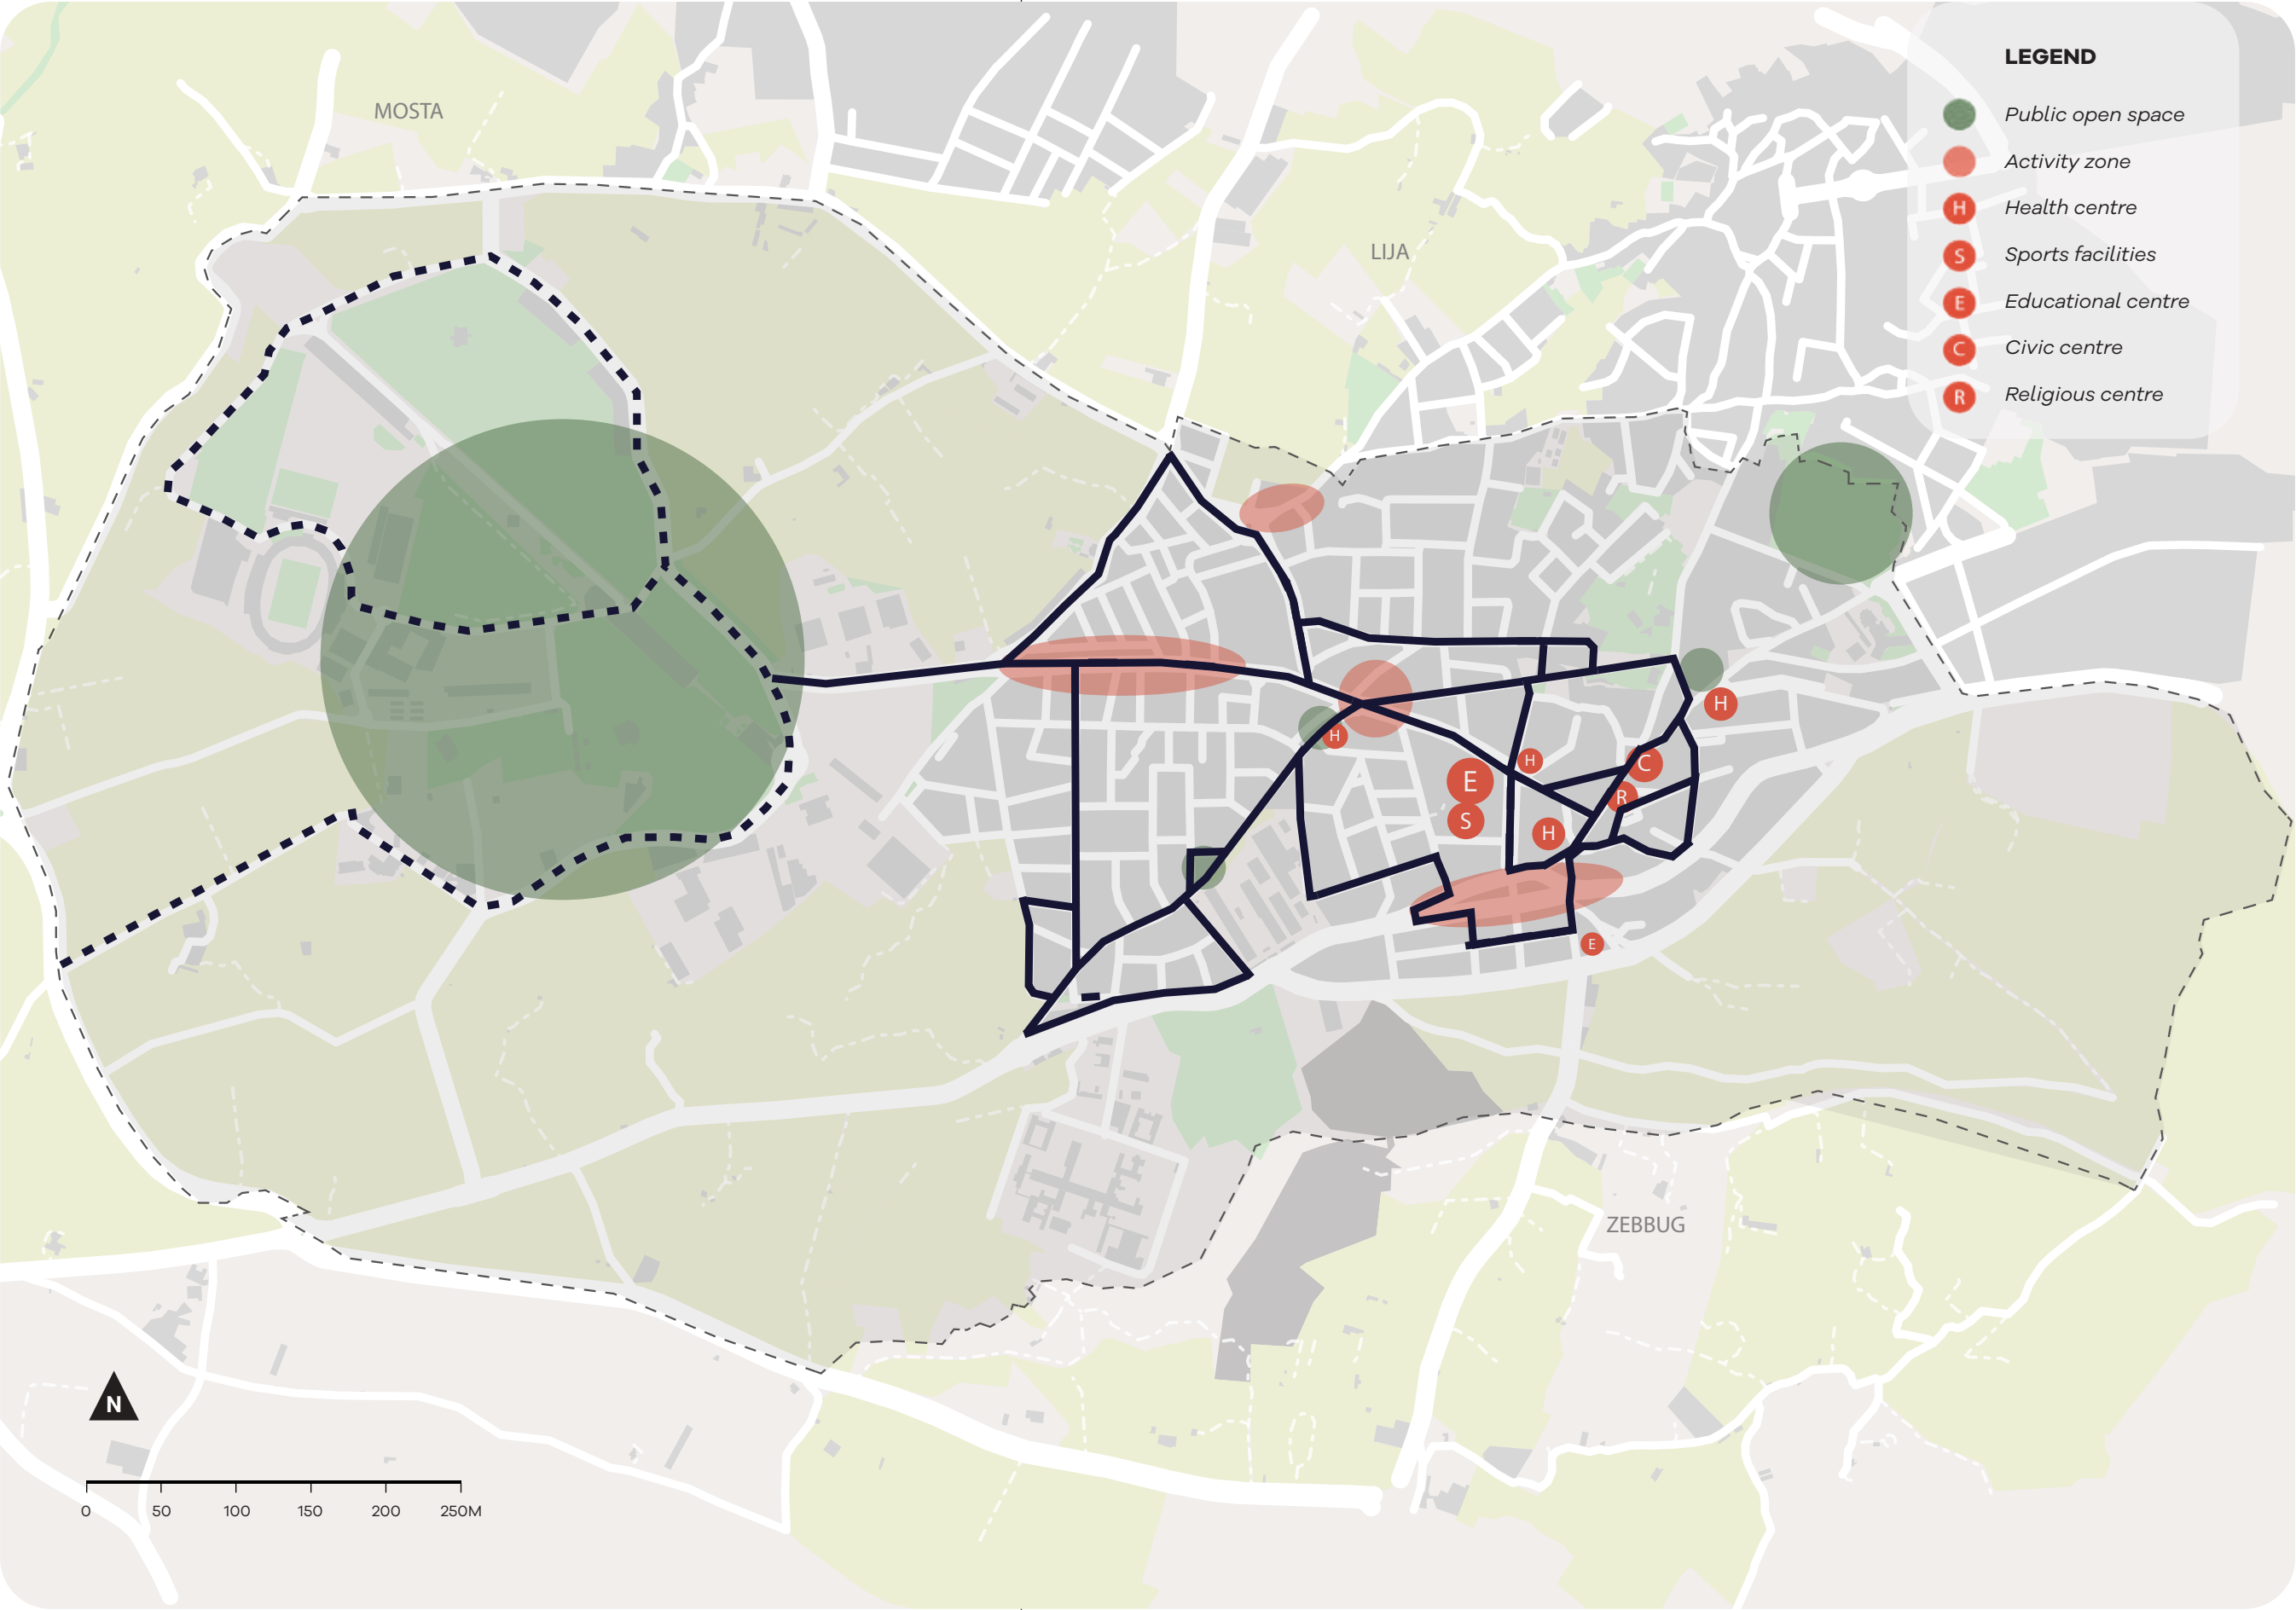 LEGEND
Public open space
Activity zone
H Health centre
S Sports facilities
E Educational centre
C Civic centre
R Religious centre
MOSTA
LIJA
H
H
H
E
C
R
S
H
E
ZEBBUG
N
0 50 100 150 200 250M